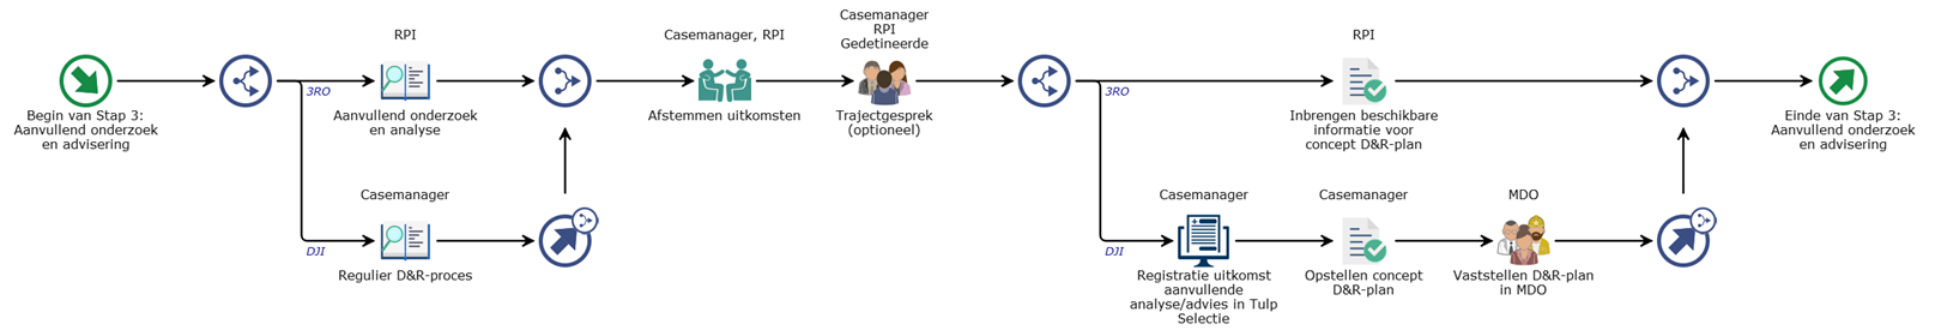 Begin van Stap 3:
Aanvullend onderzoek
en advisering
3RO
DJI
RPI
Aanvullend onderzoek
en analyse
Casemanager
Regulier D&R-proces
Casemanager, RPI
Afstemmen uitkomsten
Casemanager
RPI
Gedetineerde
Trajectgesprek
(optioneel)
3RO
DJI
RPI
Inbrengen beschikbare
informatie voor
concept D&R-plan
Casemanager
Registratie uitkomst
aanvullende
analyse/advies in Tulp
Selectie
Casemanager
Opstellen concept
D&R-plan
MDO
Vaststellen D&R-plan
in MDO
Einde van Stap 3:
Aanvullend onderzoek
en advisering